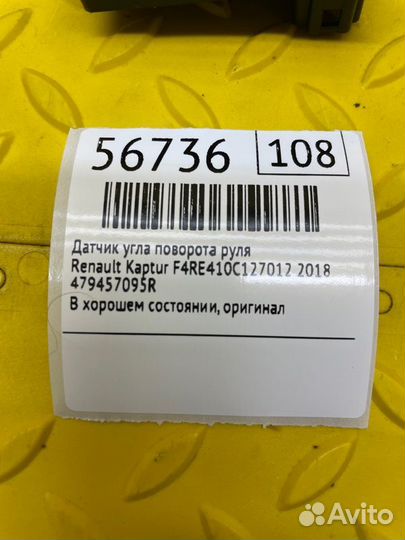 56736 108
Датчик угла поворота руля
Renault Kaptur F4RE410C127012 2018
479457095R
В хорошем состоянии, оригинал
Avito